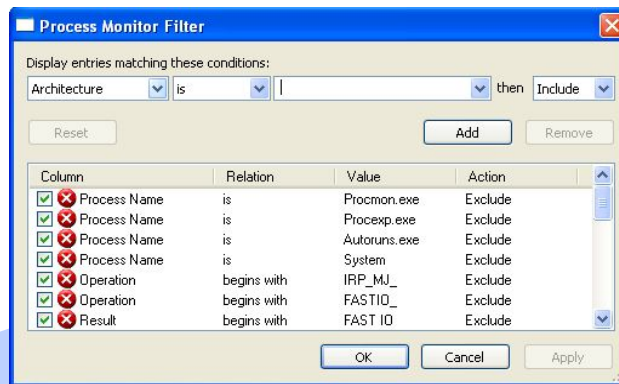 Process Monitor Filter
Display entries matching these conditions:
Architecture is then Include
Reset Add Remove
Column Relation Value Action
Process Name is Procmon.exe Exclude
Process Name is Procexp.exe Exclude
Process Name is Autoruns.exe Exclude
Process Name is System Exclude
Operation begins with IRP_MJ_ Exclude
Operation begins with FASTIO_ Exclude
Result begins with FAST IO Exclude
OK Cancel Apply